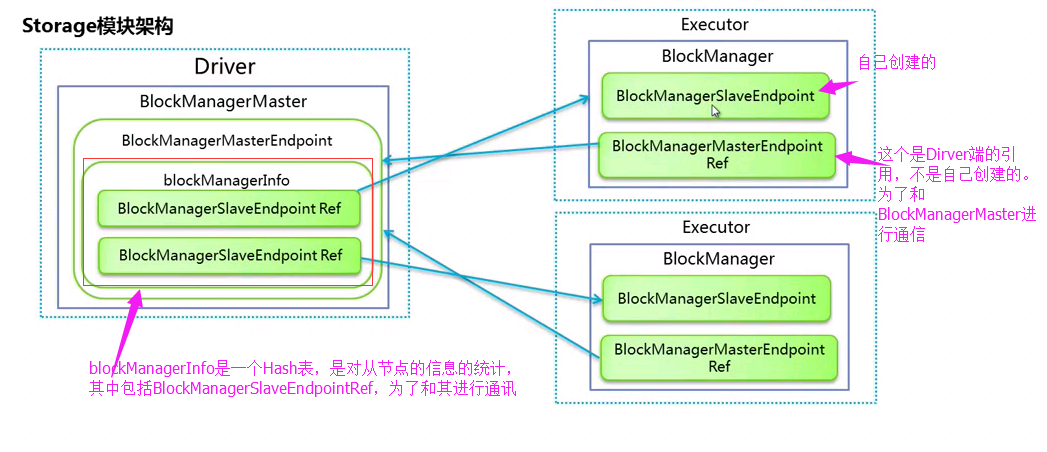 Storage模块架构
Driver
BlockManagerMaster
BlockManagerMasterEndpoint
blockManagerInfo
BlockManagerSlaveEndpoint Ref
BlockManagerSlaveEndpoint Ref
blockManagerInfo是一个Hash表，是对从节点的信息的统计，
其中包括BlockManagerSlaveEndpointRef，为了和其进行通讯
Executor
BlockManager
BlockManagerSlaveEndpoint
BlockManagerMasterEndpoint
Ref
自己创建的
这个是Dirver端的引
用，不是自己创建的。
为了和
BlockManagerMaster进
行通信
Executor
BlockManager
BlockManagerSlaveEndpoint
BlockManagerMasterEndpoint
Ref